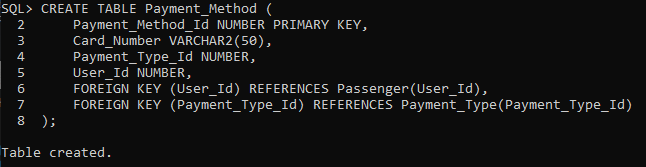 SQL> CREATE TABLE Payment_Method (
  2      Payment_Method_Id NUMBER PRIMARY KEY,
  3      Card_Number VARCHAR2(50),
  4      Payment_Type_Id NUMBER,
  5      User_Id NUMBER,
  6      FOREIGN KEY (User_Id) REFERENCES Passenger(User_Id),
  7      FOREIGN KEY (Payment_Type_Id) REFERENCES Payment_Type(Payment_Type_Id)
  8  );
Table created.